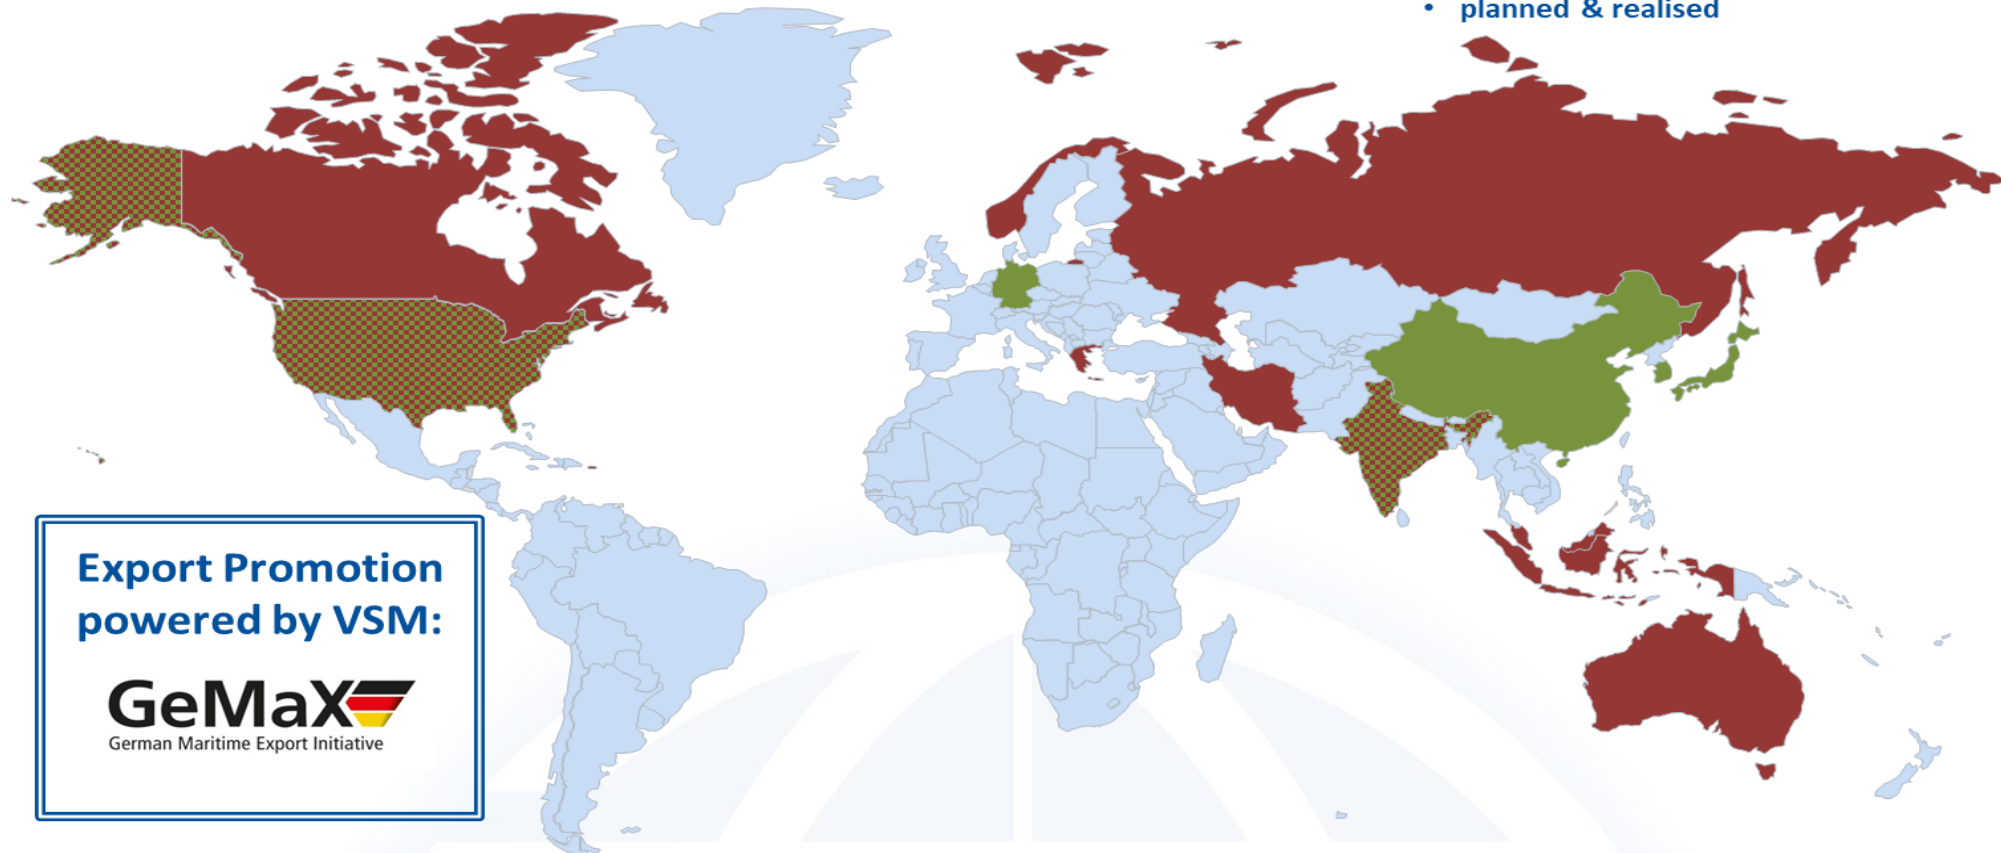 • planned & realised
Export Promotion
powered by VSM:
GeMaX
German Maritime Export Initiative